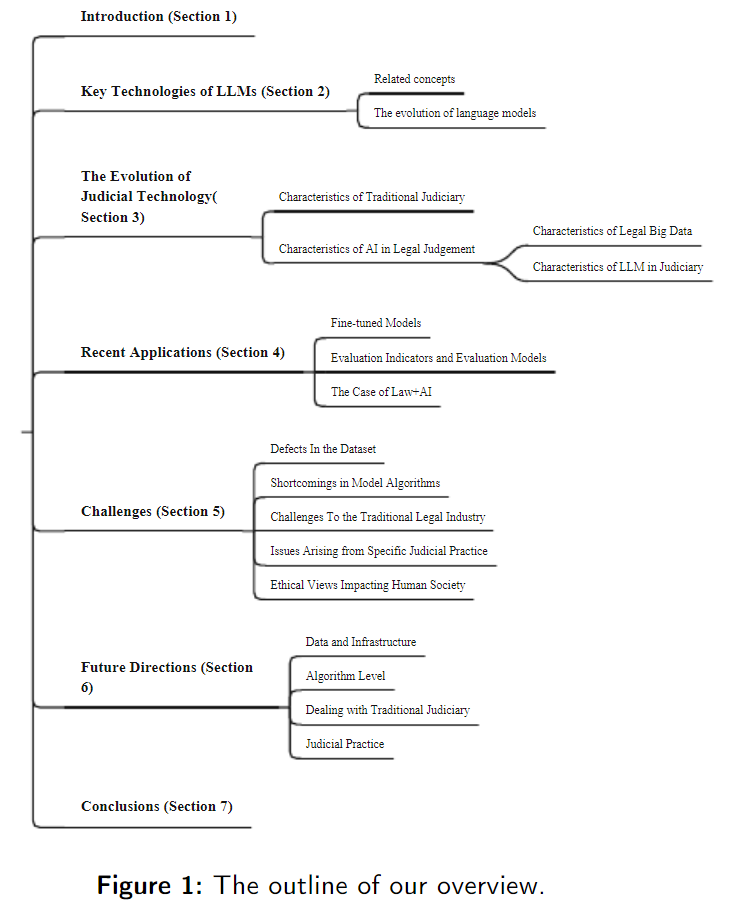 Introduction (Section 1)
Key Technologies of LLMs (Section 2)
Related concepts
The evolution of language models
The Evolution of
Judicial Technology(
Section 3)
Characteristics of Traditional Judiciary
Characteristics of AI in Legal Judgement
Characteristics of Legal Big Data
Characteristics of LLM in Judiciary
Recent Applications (Section 4)
Fine-tuned Models
Evaluation Indicators and Evaluation Models
The Case of Law+AI
Challenges (Section 5)
Defects In the Dataset
Shortcomings in Model Algorithms
Challenges To the Traditional Legal Industry
Issues Arising from Specific Judicial Practice
Ethical Views Impacting Human Society
Future Directions (Section
6)
Data and Infrastructure
Algorithm Level
Dealing with Traditional Judiciary
Judicial Practice
Conclusions (Section 7)
Figure 1: The outline of our overview.